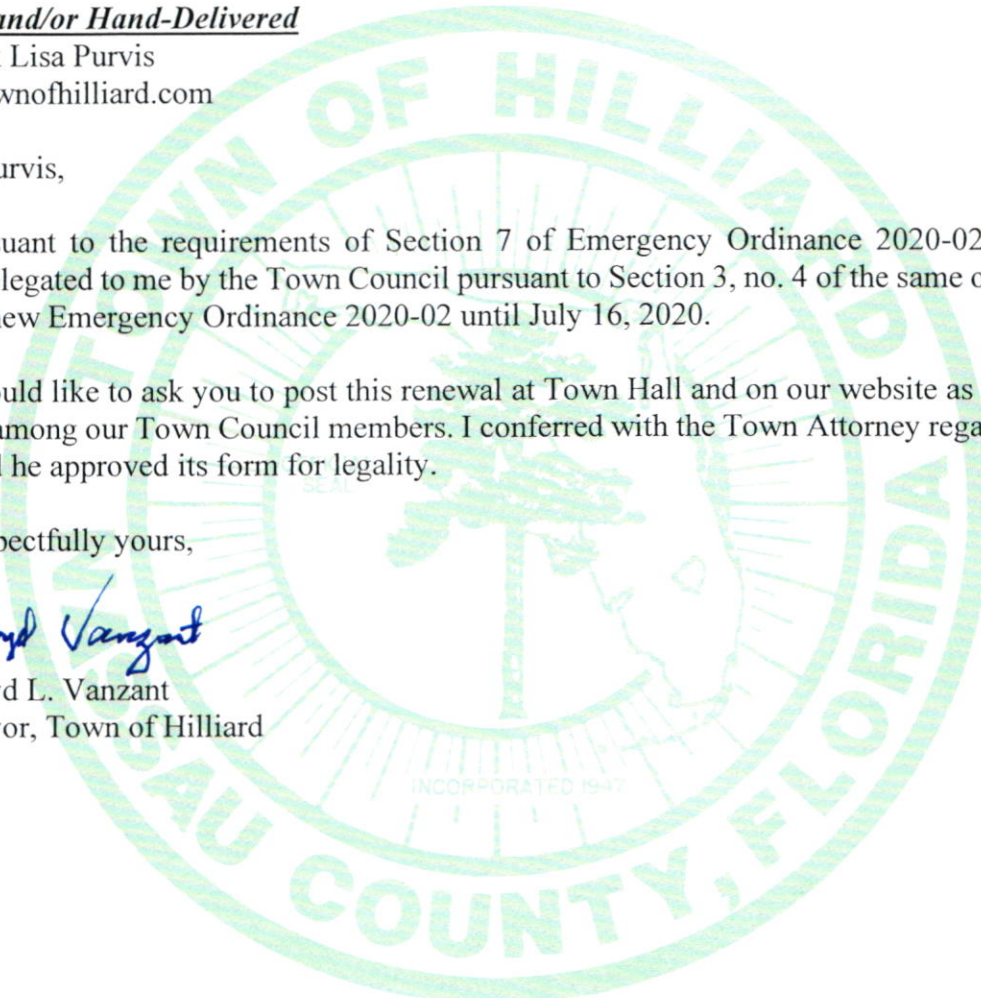 and/or Hand-Delivered
Lisa Purvis
wnofhilliard.com
urvis,
uant to the requirements of Section 7 of Emergency Ordinance 2020-02
legated to me by the Town Council pursuant to Section 3, no. 4 of the same o
new Emergency Ordinance 2020-02 until July 16, 2020.
uld like to ask you to post this renewal at Town Hall and on our website as
among our Town Council members. I conferred with the Town Attorney rega
l he approved its form for legality.
pectfully yours,
yd Vanzant
d L. Vanzant
or, Town of Hilliard
TOWN OF HILLIARD
SEAL
INCORPORATED 1947
NASSAU COUNTY, FLORIDA